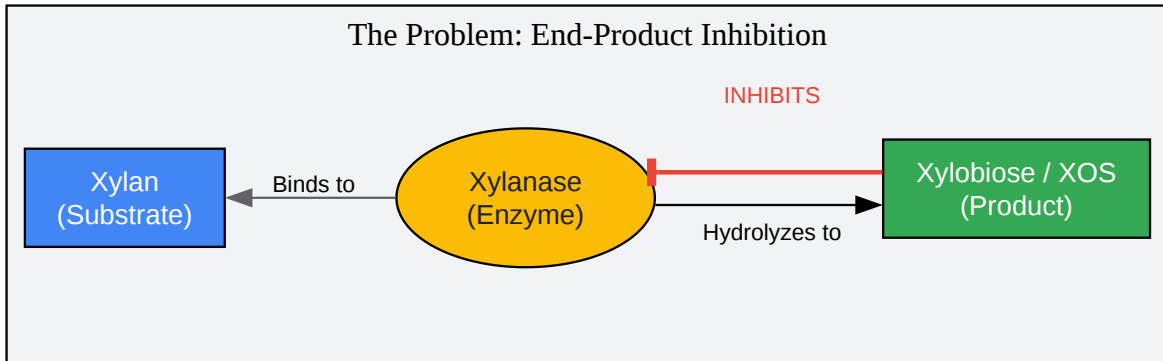 The Problem: End-Product Inhibition
INHIBITS
Xylan
(Substrate)
Binds to
Xylanase
(Enzyme)
Hydrolyzes to
Xylobiose / XOS
(Product)